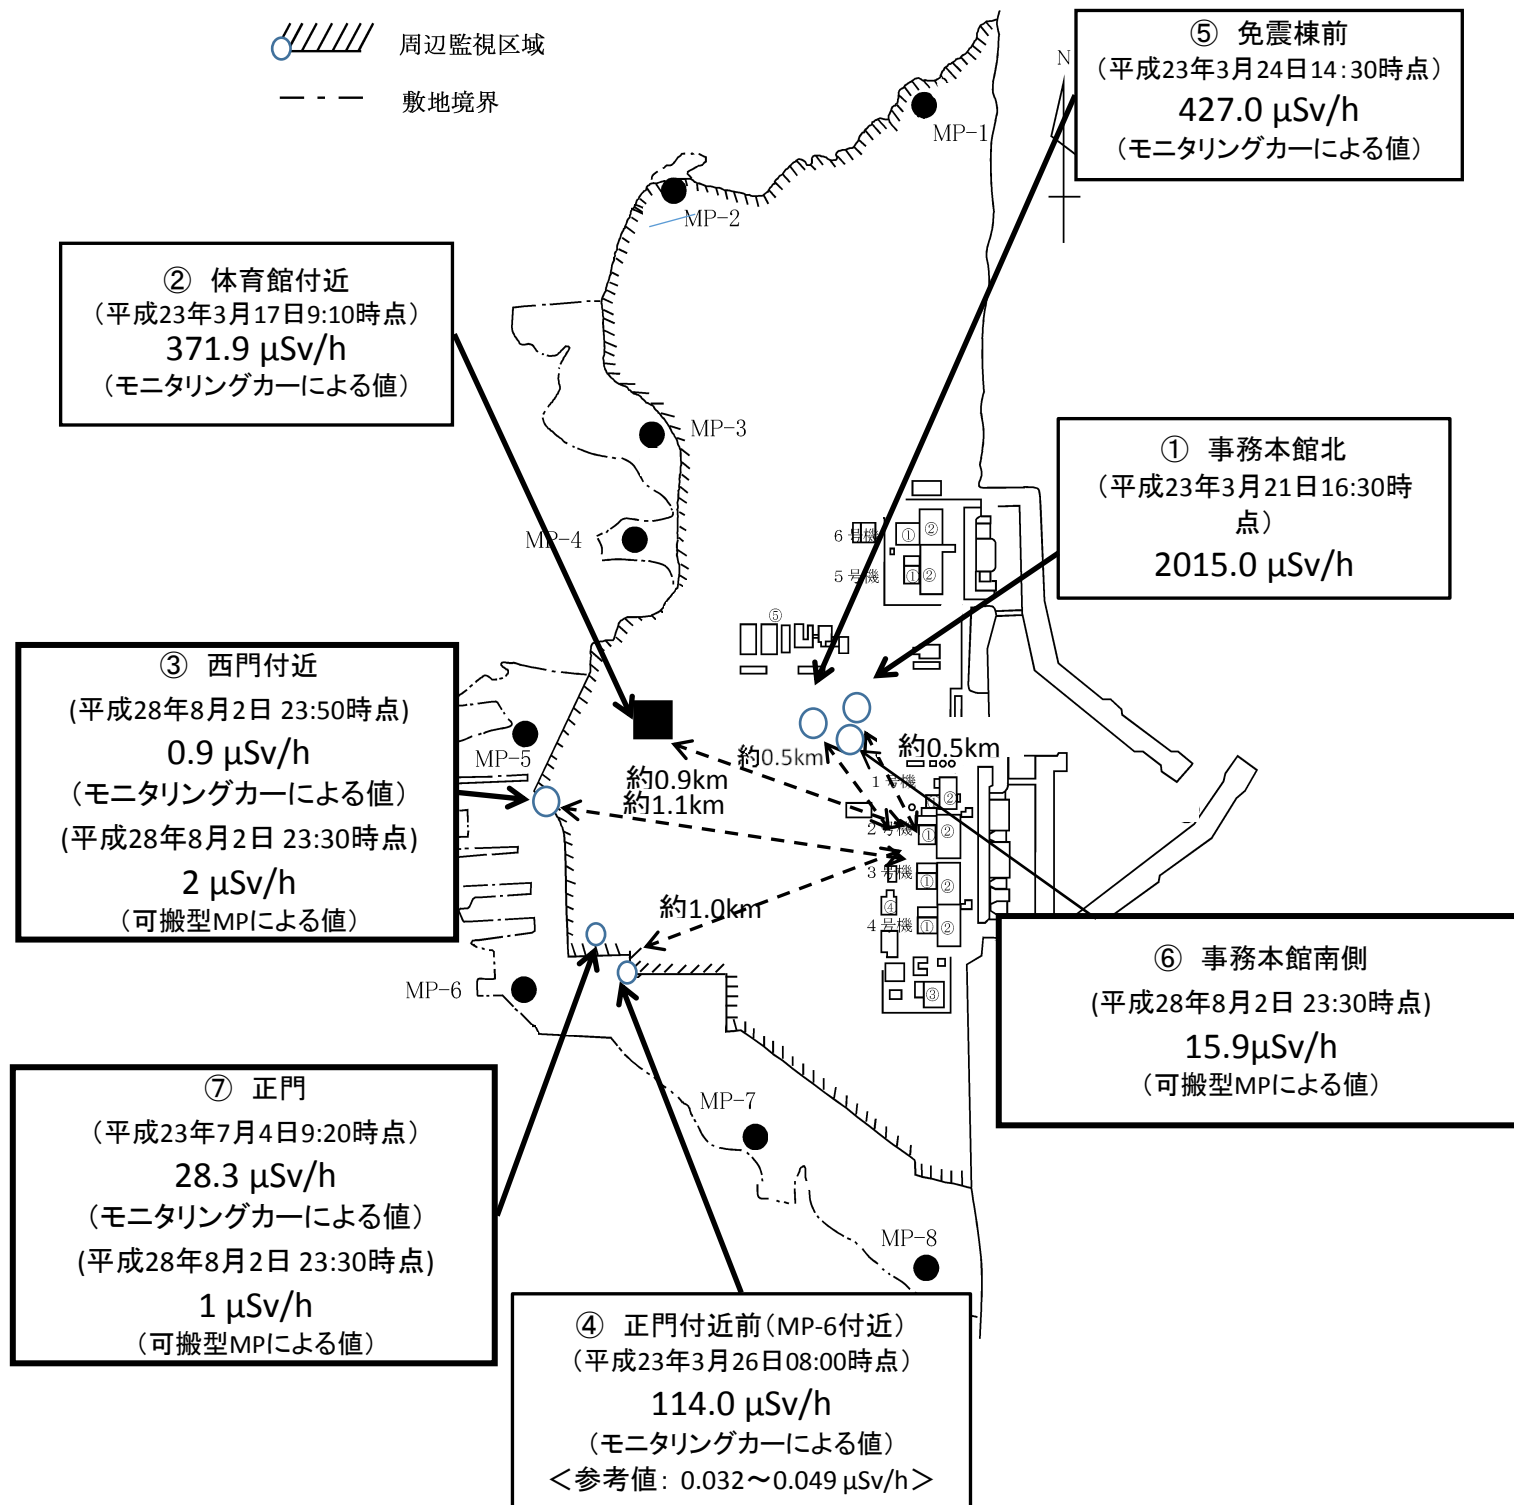 周辺監視区域
敷地境界
⑤ 免震棟前
（平成23年3月24日14:30時点）
427.0 µSv/h
（モニタリングカーによる値）
N
MP-1
MP-2
② 体育館付近
（平成23年3月17日9:10時点）
371.9 µSv/h
（モニタリングカーによる値）
MP-3
① 事務本館北
（平成23年3月21日16:30時
点）
2015.0 µSv/h
MP-4
６号機
①
②
５号機
①
②
⑤
③ 西門付近
(平成28年8月2日 23:50時点)
0.9 µSv/h
（モニタリングカーによる値）
(平成28年8月2日 23:30時点)
2 µSv/h
（可搬型MPによる値）
MP-5
約0.5km
約0.5km
約0.9km
約1.1km
１号機
①
②
２号機
①
②
３号機
①
②
④
４号機
①
②
約1.0km
③
MP-6
⑥ 事務本館南側
(平成28年8月2日 23:30時点)
15.9µSv/h
（可搬型MPによる値）
⑦ 正門
（平成23年7月4日9:20時点）
28.3 µSv/h
（モニタリングカーによる値）
(平成28年8月2日 23:30時点)
1 µSv/h
（可搬型MPによる値）
MP-7
MP-8
④ 正門付近前（MP-6付近）
（平成23年3月26日08:00時点）
114.0 µSv/h
（モニタリングカーによる値）
＜参考値： 0.032～0.049 µSv/h＞